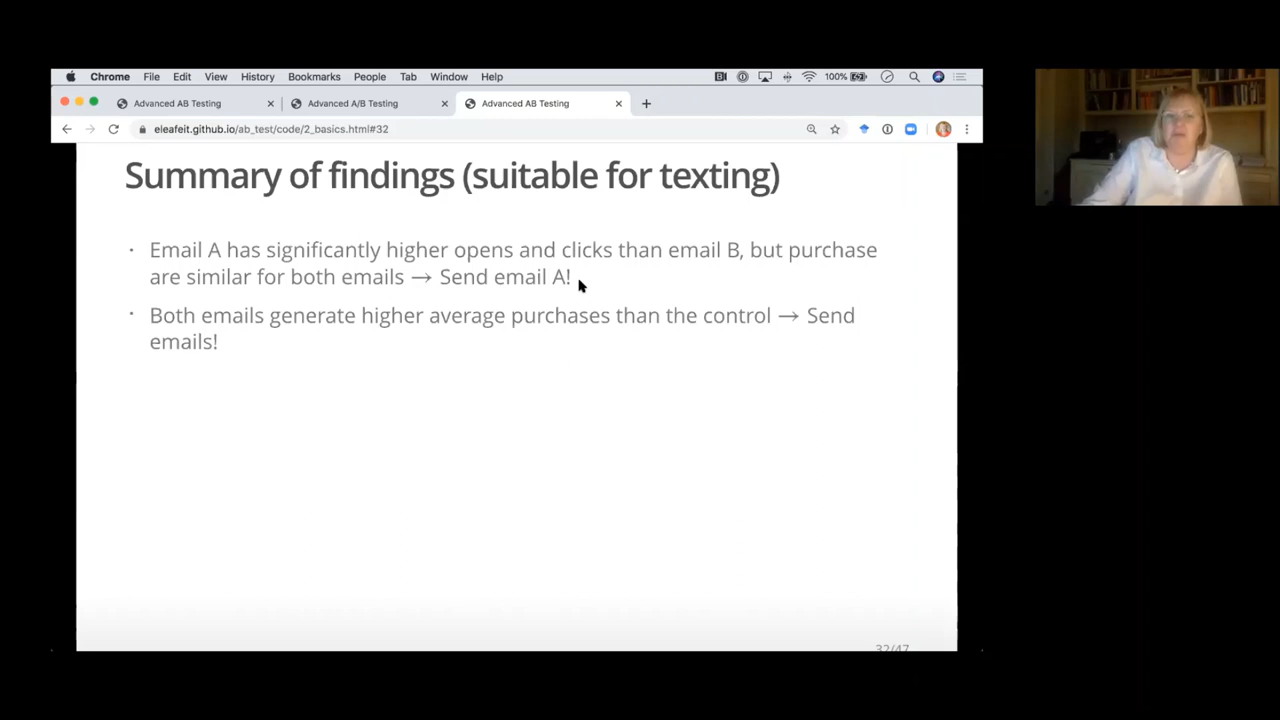 Chrome File Edit View History Bookmarks People Tab Window Help 100%
Advanced AB Testing Advanced A/B Testing Advanced AB Testing
eleafeit.github.io/ab_test/code/2_basics.html#32
Summary of findings (suitable for texting)
· Email A has significantly higher opens and clicks than email B, but purchase
are similar for both emails → Send email A!
· Both emails generate higher average purchases than the control → Send
emails!
32/47